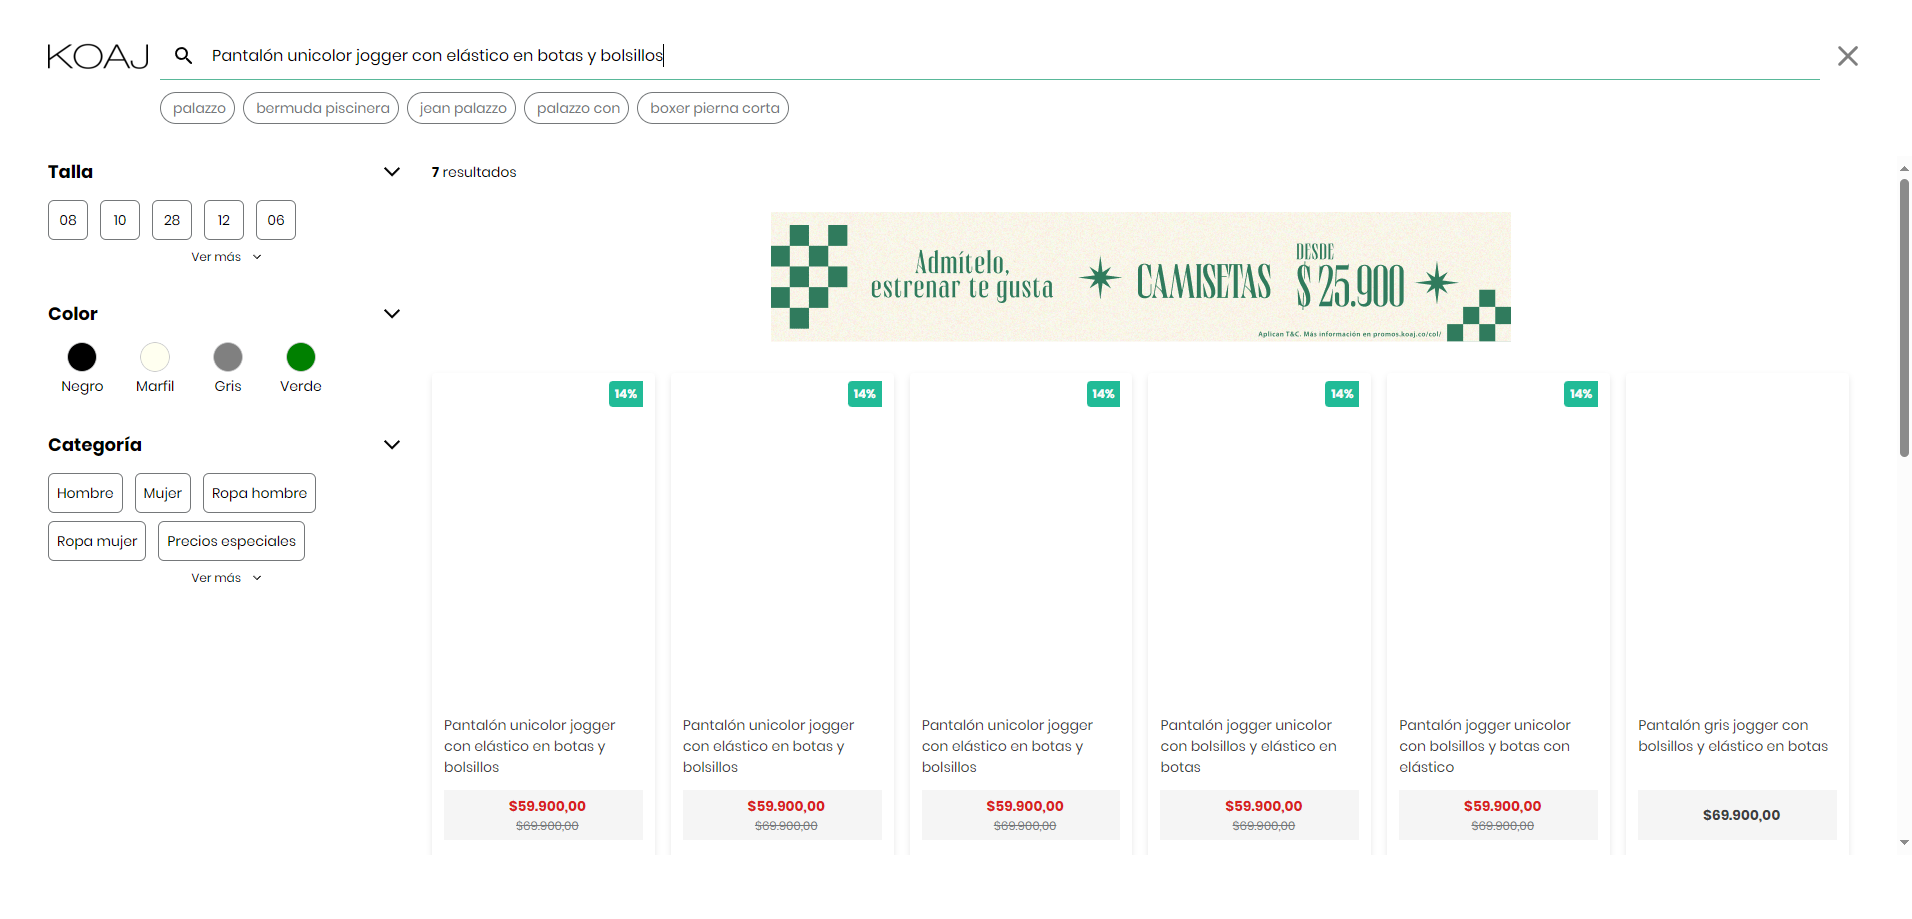 KOAJ
Pantalón unicolor jogger con elástico en botas y bolsillos
palazzo
bermuda piscinera
jean palazzo
palazzo con
boxer pierna corta
Talla
08
10
28
12
06
Ver más
Color
Negro
Marfil
Gris
Verde
Categoría
Hombre
Mujer
Ropa hombre
Ropa mujer
Precios especiales
Ver más
7 resultados
Admítelo,
estrenar te gusta
CAMISETAS
DESDE
$ 25.900
Aplican T&C. Más información en promos.koaj.co/col/
14%
Pantalón unicolor jogger
con elástico en botas y
bolsillos
$59.900,00
$69.900,00
14%
Pantalón unicolor jogger
con elástico en botas y
bolsillos
$59.900,00
$69.900,00
14%
Pantalón unicolor jogger
con elástico en botas y
bolsillos
$59.900,00
$69.900,00
14%
Pantalón jogger unicolor
con bolsillos y elástico en
botas
$59.900,00
$69.900,00
14%
Pantalón jogger unicolor
con bolsillos y botas con
elástico
$59.900,00
$69.900,00
Pantalón gris jogger con
bolsillos y elástico en botas
$69.900,00